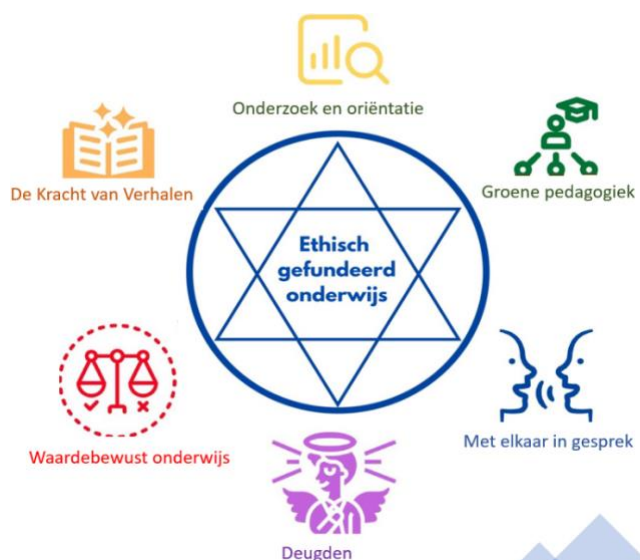 Onderzoek en oriëntatie
De Kracht van Verhalen
Groene pedagogiek
Ethisch
gefundeerd
onderwijs
Waardebewust onderwijs
Met elkaar in gesprek
Deugden